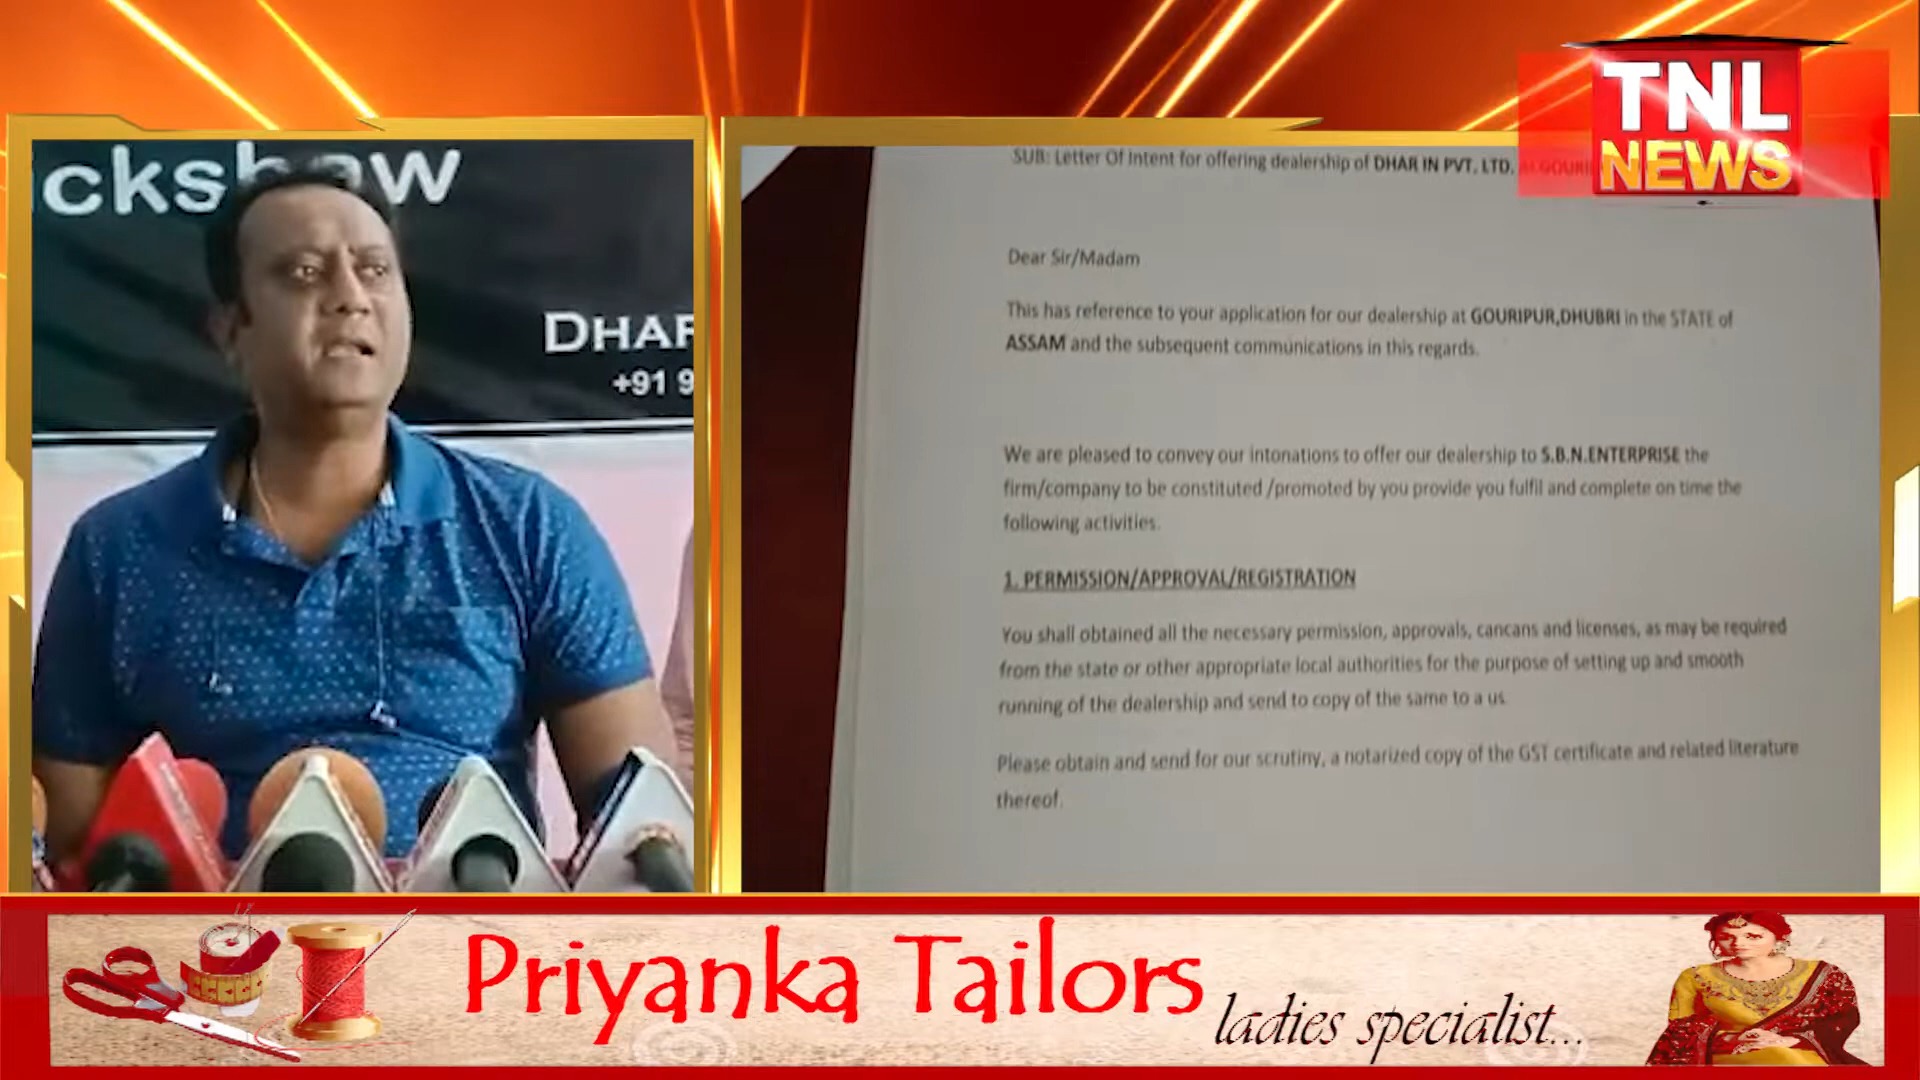 ckshaw
DHAR
+91 9
TNL
NEWS
SUB: Letter Of Intent for offering dealership of DHAR IN PVT. LTD.
Dear Sir/Madam
This has reference to your application for our dealership at GOURIPUR,DHUBRI in the STATE of
ASSAM and the subsequent communications in this regards.
We are pleased to convey our intonations to offer our dealership to S.B.N.ENTERPRISE the
firm/company to be constituted /promoted by you provide you fulfil and complete on time the
following activities.
1. PERMISSION/APPROVAL/REGISTRATION
You shall obtained all the necessary permission, approvals, cancans and licenses, as may be required
from the state or other appropriate local authorities for the purpose of setting up and smooth
running of the dealership and send to copy of the same to a us.
Please obtain and send for our scrutiny, a notarized copy of the GST certificate and related literature
thereof.
Priyanka Tailors
ladies specialist...